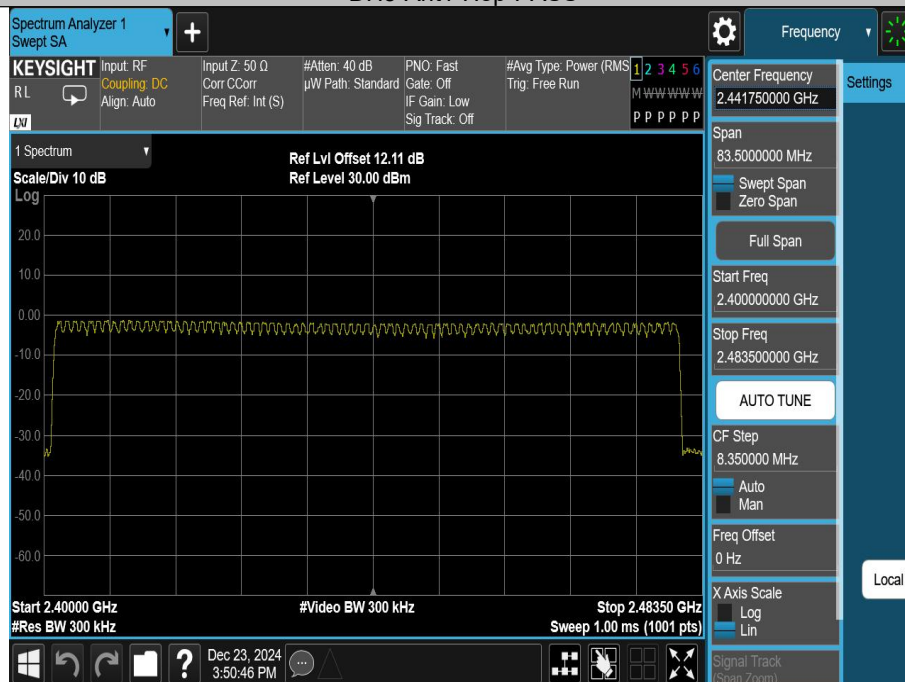 Spectrum Analyzer 1
Swept SA
Frequency
KEYSIGHT
R L
LXI
Input: RF
Coupling: DC
Align: Auto
Input Z: 50 Ω
Corr CCorr
Freq Ref: Int (S)
#Atten: 40 dB
µW Path: Standard
PNO: Fast
Gate: Off
IF Gain: Low
Sig Track: Off
#Avg Type: Power (RMS
Trig: Free Run
1 2 3 4 5 6
M W W W W W
P P P P P P
1 Spectrum
Scale/Div 10 dB
Log
Ref Lvl Offset 12.11 dB
Ref Level 30.00 dBm
20.0
10.0
0.00
-10.0
-20.0
-30.0
-40.0
-50.0
-60.0
Start 2.40000 GHz
#Res BW 300 kHz
#Video BW 300 kHz
Stop 2.48350 GHz
Sweep 1.00 ms (1001 pts)
?
Dec 23, 2024
3:50:46 PM
Center Frequency
2.441750000 GHz
Settings
Span
83.5000000 MHz
Swept Span
Zero Span
Full Span
Start Freq
2.400000000 GHz
Stop Freq
2.483500000 GHz
AUTO TUNE
CF Step
8.350000 MHz
Auto
Man
Freq Offset
0 Hz
Local
X Axis Scale
Log
Lin
Signal Track
(Span Zoom)